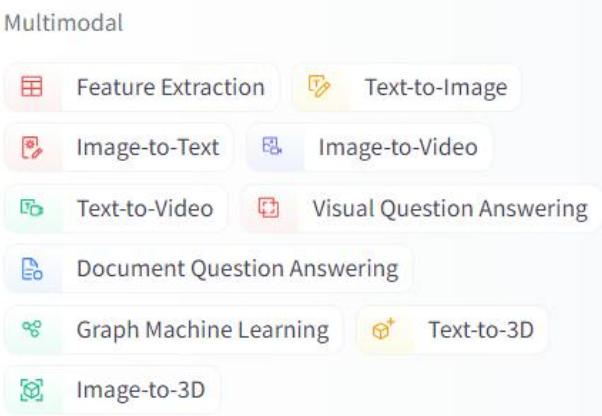 Multimodal
Feature Extraction Text-to-Image
Image-to-Text Image-to-Video
Text-to-Video Visual Question Answering
Document Question Answering
Graph Machine Learning Text-to-3D
Image-to-3D